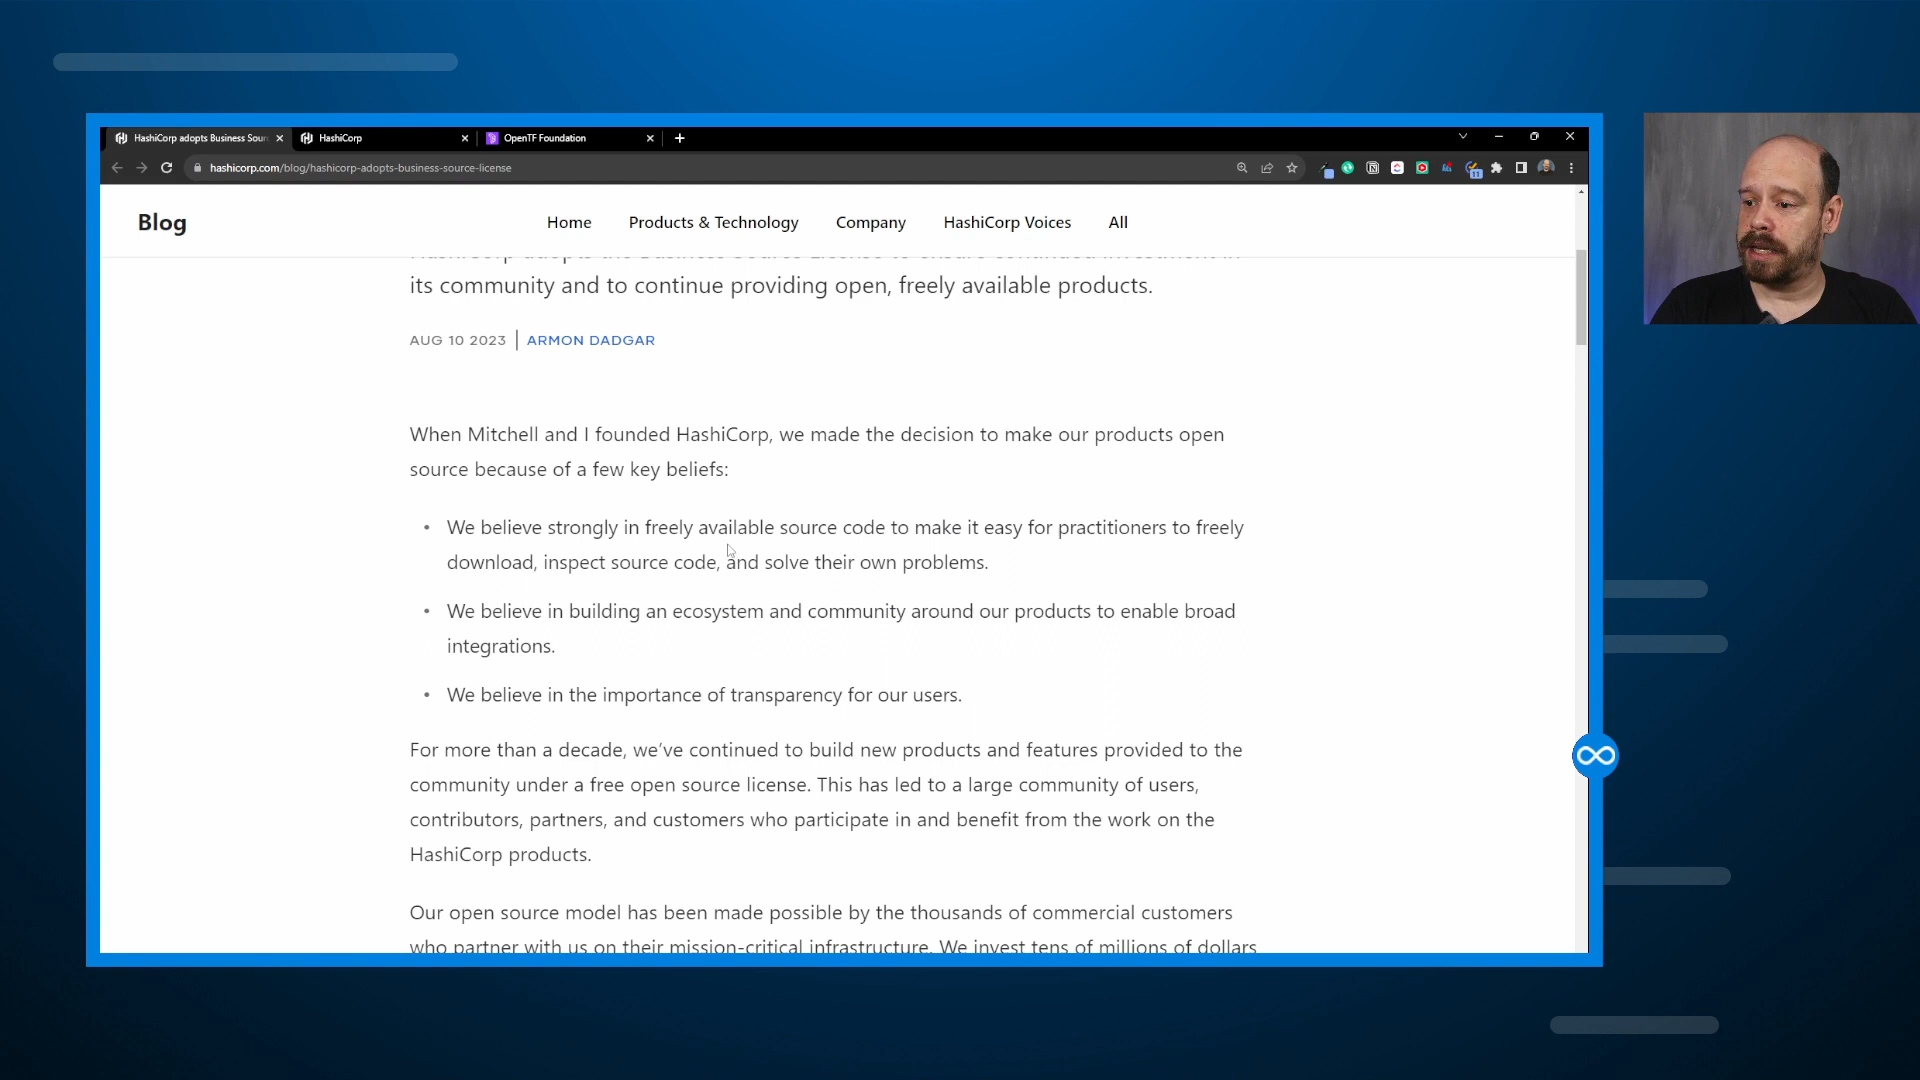 HashiCorp adopts Business Sour
HashiCorp
OpenTF Foundation
hashicorp.com/blog/hashicorp-adopts-business-source-license
11
Blog
Home
Products & Technology
Company
HashiCorp Voices
All
HashiCorp adopts the Business Source License to ensure continued investment in
its community and to continue providing open, freely available products.
AUG 10 2023
ARMON DADGAR
When Mitchell and I founded HashiCorp, we made the decision to make our products open
source because of a few key beliefs:
• We believe strongly in freely available source code to make it easy for practitioners to freely
download, inspect source code, and solve their own problems.
• We believe in building an ecosystem and community around our products to enable broad
integrations.
• We believe in the importance of transparency for our users.
For more than a decade, we’ve continued to build new products and features provided to the
community under a free open source license. This has led to a large community of users,
contributors, partners, and customers who participate in and benefit from the work on the
HashiCorp products.
Our open source model has been made possible by the thousands of commercial customers
who partner with us on their mission-critical infrastructure. We invest tens of millions of dollars